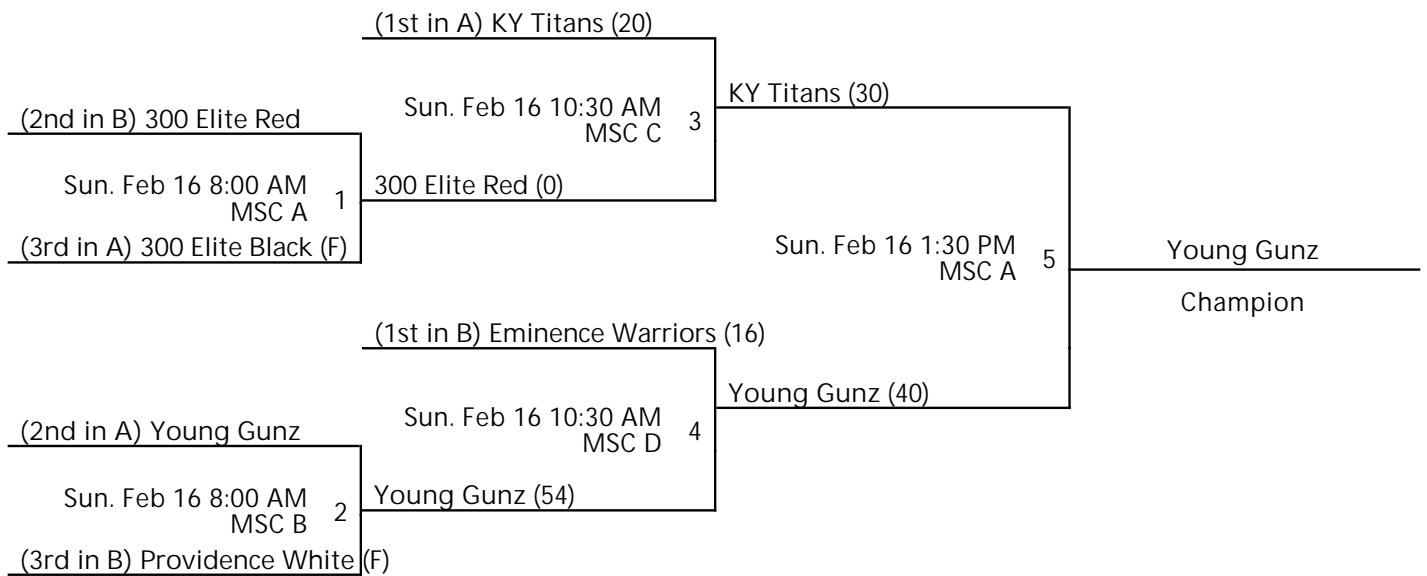 (1st in A) KY Titans (20)
KY Titans (30)
Sun. Feb 16 10:30 AM
3
MSC C
(2nd in B) 300 Elite Red
Sun. Feb 16 8:00 AM
1
MSC A
300 Elite Red (0)
(3rd in A) 300 Elite Black (F)
Sun. Feb 16 1:30 PM
5
MSC A
Young Gunz
Champion
(1st in B) Eminence Warriors (16)
Young Gunz (40)
Sun. Feb 16 10:30 AM
4
MSC D
(2nd in A) Young Gunz
Sun. Feb 16 8:00 AM
2
MSC B
Young Gunz (54)
(3rd in B) Providence White (F)